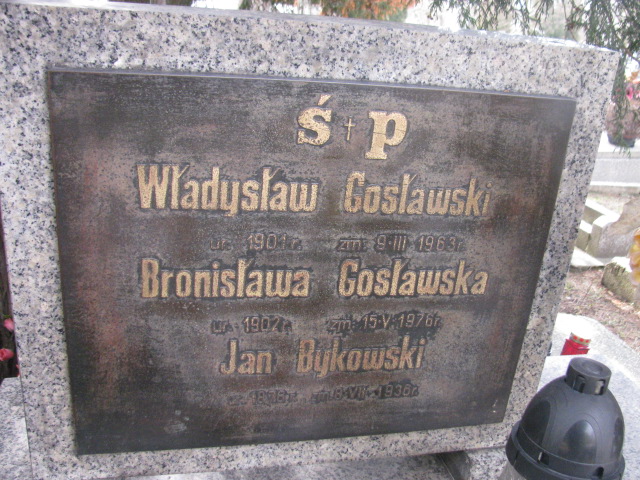 ś + p
Władysław Gosławski
ur. 1901 r. zm. 9·III 1963 r.
Bronisława Gosławska
ur. 1902 r. zm. 15·V·1976 r.
Jan Bykowski
1936 r.